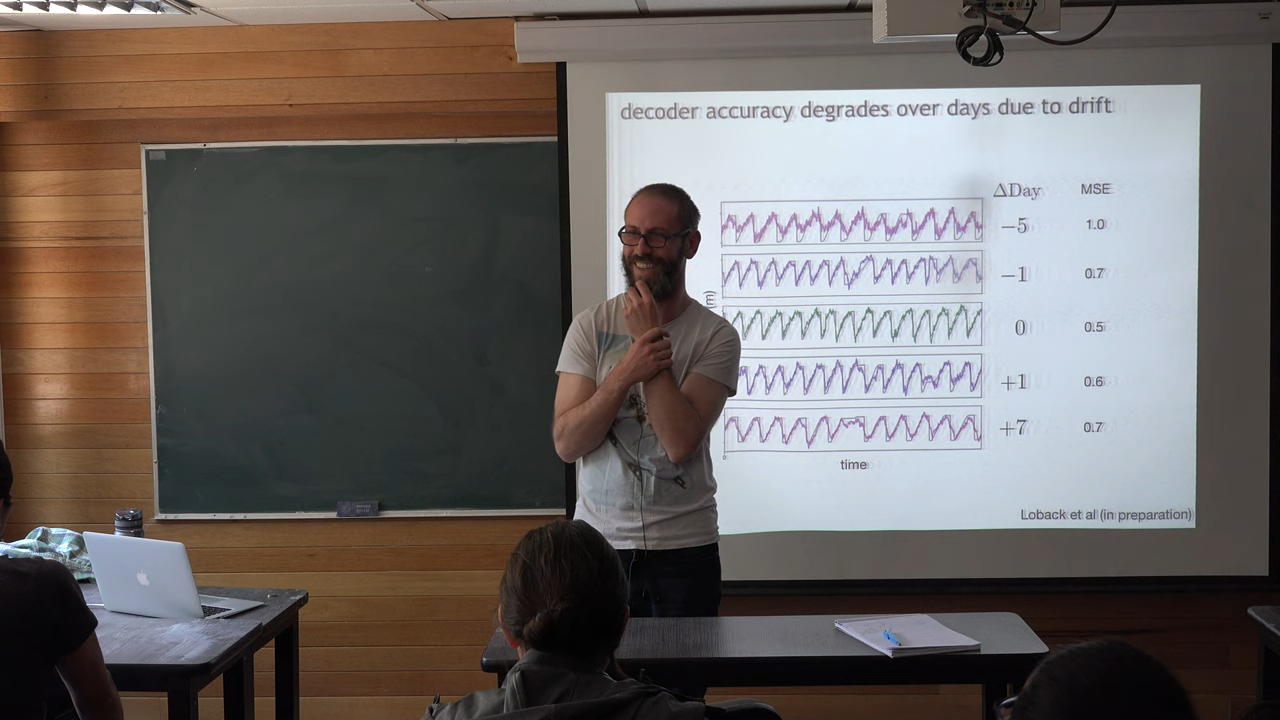 decoder accuracy degrades over days due to drift
ΔDay MSE
−5 1.0
−1 0.7
(m)
0 0.5
+1 0.6
+7 0.7
0
time
Loback et al (in preparation)